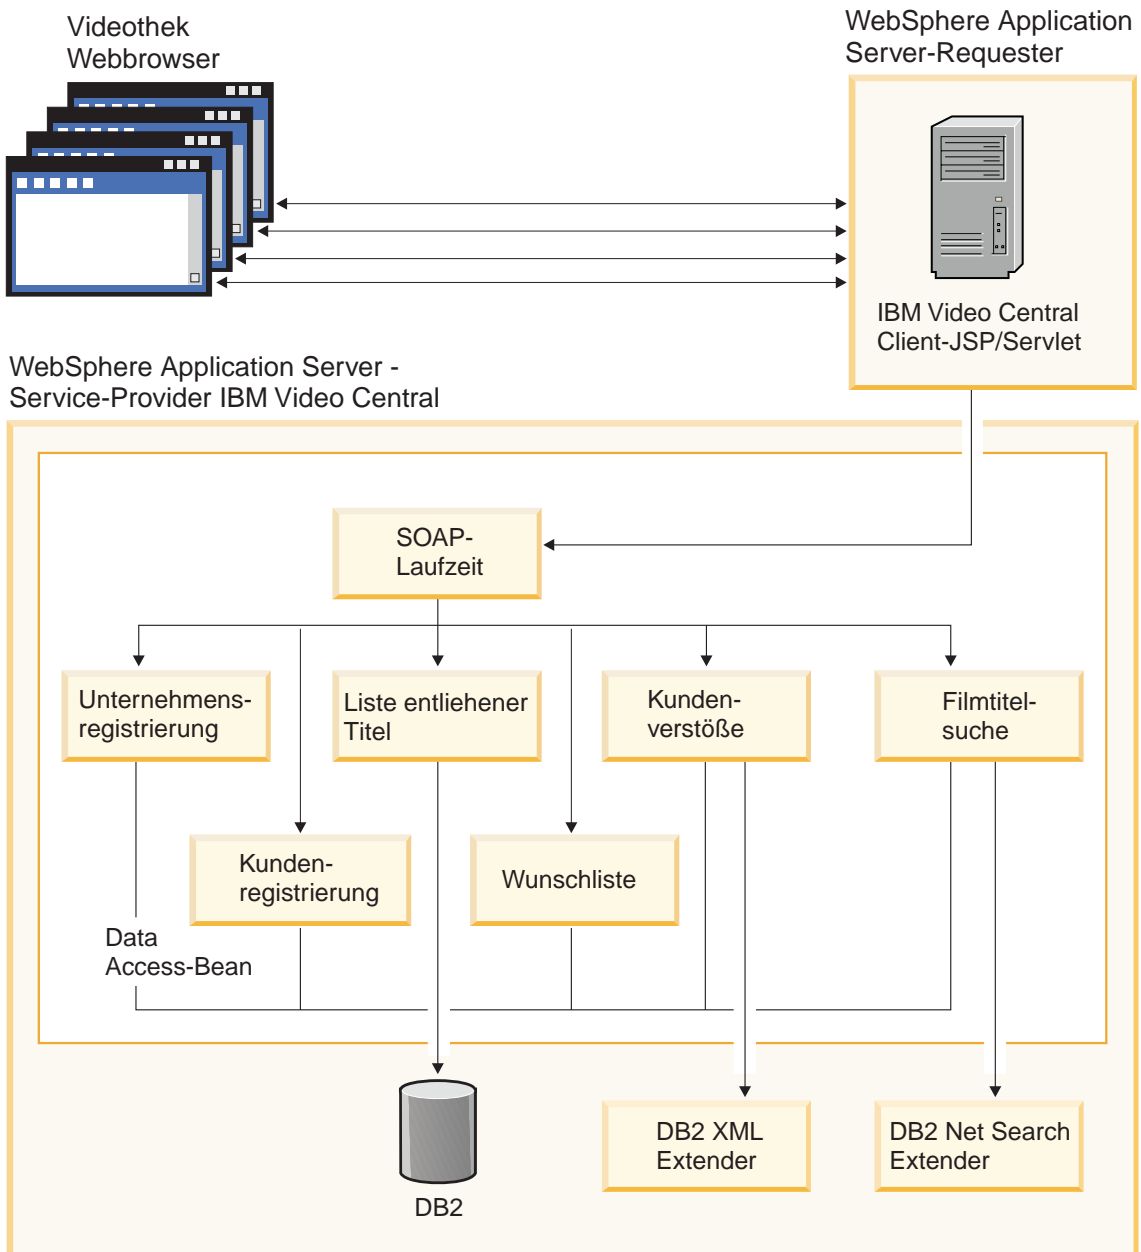 Videothek
Webbrowser
WebSphere Application
Server-Requester
IBM Video Central
Client-JSP/Servlet
WebSphere Application Server -
Service-Provider IBM Video Central
SOAP-
Laufzeit
Unternehmens-
registrierung
Liste entliehener
Titel
Kunden-
verstöße
Filmtitel-
suche
Kunden-
registrierung
Wunschliste
Data
Access-Bean
DB2
DB2 XML
Extender
DB2 Net Search
Extender